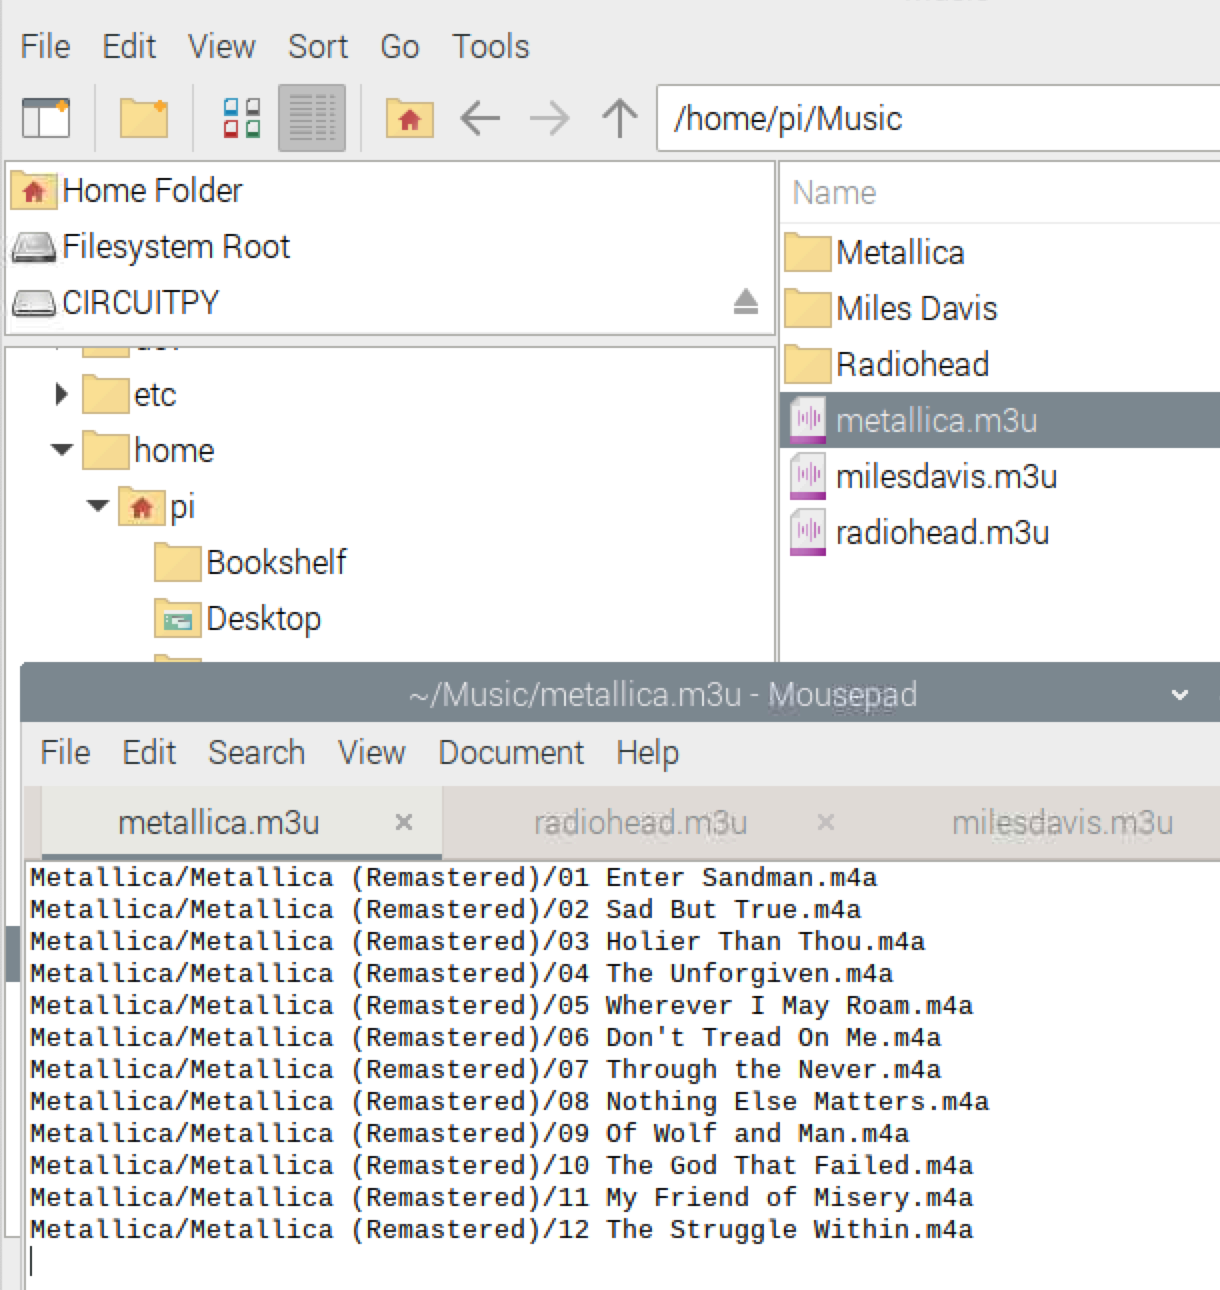 File Edit View Sort Go Tools
/home/pi/Music
Home Folder
Filesystem Root
CIRCUITPY
etc
home
pi
Bookshelf
Desktop
Name
Metallica
Miles Davis
Radiohead
metallica.m3u
milesdavis.m3u
radiohead.m3u
~/Music/metallica.m3u - Mousepad
File Edit Search View Document Help
metallica.m3u radiohead.m3u milesdavis.m3u
Metallica/Metallica (Remastered)/01 Enter Sandman.m4a
Metallica/Metallica (Remastered)/02 Sad But True.m4a
Metallica/Metallica (Remastered)/03 Holier Than Thou.m4a
Metallica/Metallica (Remastered)/04 The Unforgiven.m4a
Metallica/Metallica (Remastered)/05 Wherever I May Roam.m4a
Metallica/Metallica (Remastered)/06 Don't Tread On Me.m4a
Metallica/Metallica (Remastered)/07 Through the Never.m4a
Metallica/Metallica (Remastered)/08 Nothing Else Matters.m4a
Metallica/Metallica (Remastered)/09 Of Wolf and Man.m4a
Metallica/Metallica (Remastered)/10 The God That Failed.m4a
Metallica/Metallica (Remastered)/11 My Friend of Misery.m4a
Metallica/Metallica (Remastered)/12 The Struggle Within.m4a